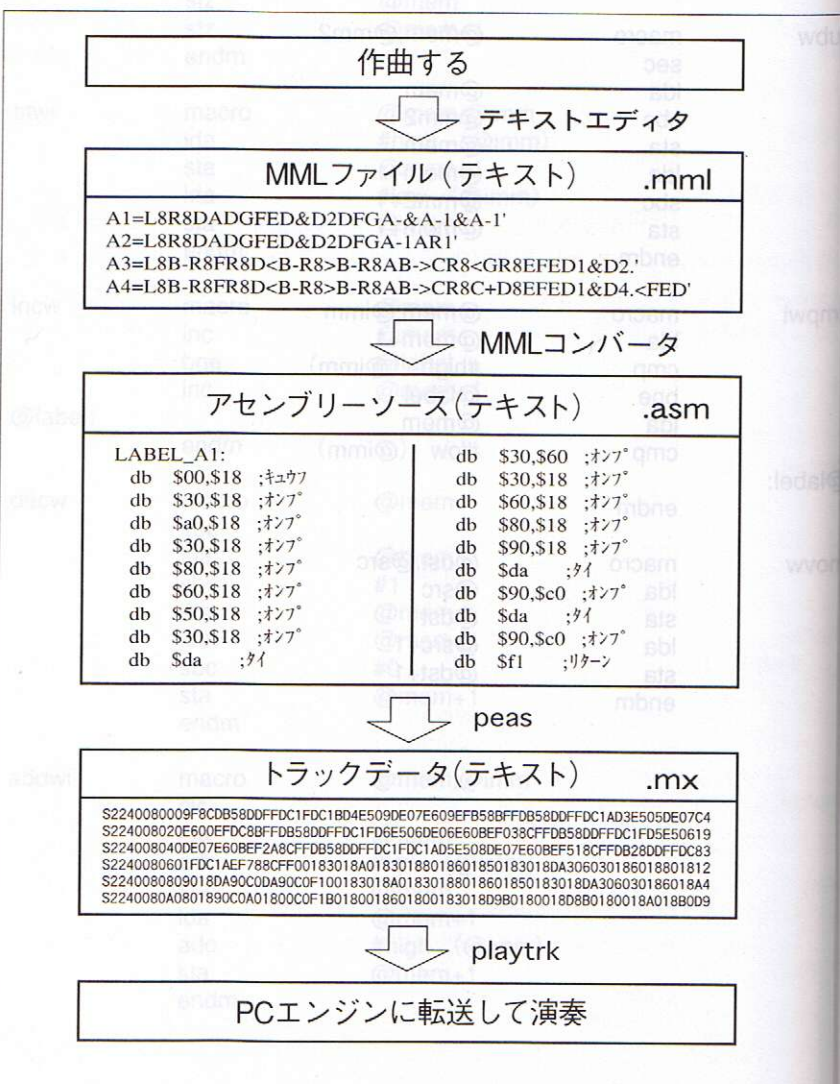 作曲する
テキストエディタ
MMLファイル(テキスト) .mml
A1=L8R8DADGFED&D2DFGA-&A-1&A-1'
A2=L8R8DADGFED&D2DFGA-1AR1'
A3=L8B-R8FR8D<B-R8>B-R8AB->CR8<GR8EFED1&D2.'
A4=L8B-R8FR8D<B-R8>B-R8AB->CR8C+D8EFED1&D4.<FED'
MMLコンバータ
アセンブリーソース(テキスト) .asm
LABEL_A1:
db $00,$18 ;ｷｭｳﾌ
db $30,$18 ;ｵﾝﾌﾟ
db $a0,$18 ;ｵﾝﾌﾟ
db $30,$18 ;ｵﾝﾌﾟ
db $80,$18 ;ｵﾝﾌﾟ
db $60,$18 ;ｵﾝﾌﾟ
db $50,$18 ;ｵﾝﾌﾟ
db $30,$18 ;ｵﾝﾌﾟ
db $da ;ﾀｲ
db $30,$60 ;ｵﾝﾌﾟ
db $30,$18 ;ｵﾝﾌﾟ
db $60,$18 ;ｵﾝﾌﾟ
db $80,$18 ;ｵﾝﾌﾟ
db $90,$18 ;ｵﾝﾌﾟ
db $da ;ﾀｲ
db $90,$c0 ;ｵﾝﾌﾟ
db $da ;ﾀｲ
db $90,$c0 ;ｵﾝﾌﾟ
db $f1 ;ﾘﾀｰﾝ
peas
トラックデータ(テキスト) .mx
S2240080009F8CDB58DDFFDC1FDC1BD4E509DE07E609EFB58BFFDB58DDFFDC1AD3E505DE07C4
S224008020E600EFDC8BFFDB58DDFFDC1FD6E506DE06E60BEF038CFFDB58DDFFDC1FD5E50619
S224008040DE07E60BEF2A8CFFDB58DDFFDC1FDC1AD5E508DE07E60BEF518CFFDB28DDFFDC83
S2240080601FDC1AEF788CFF00183018A01830188018601850183018DA306030186018801812
S2240080809018DA90C0DA90C0F100183018A01830188018601850183018DA306030186018A4
S2240080A0801890C0A01800C0F1B0180018601800183018D9B0180018D8B0180018A018B0D9
playtrk
PCエンジンに転送して演奏